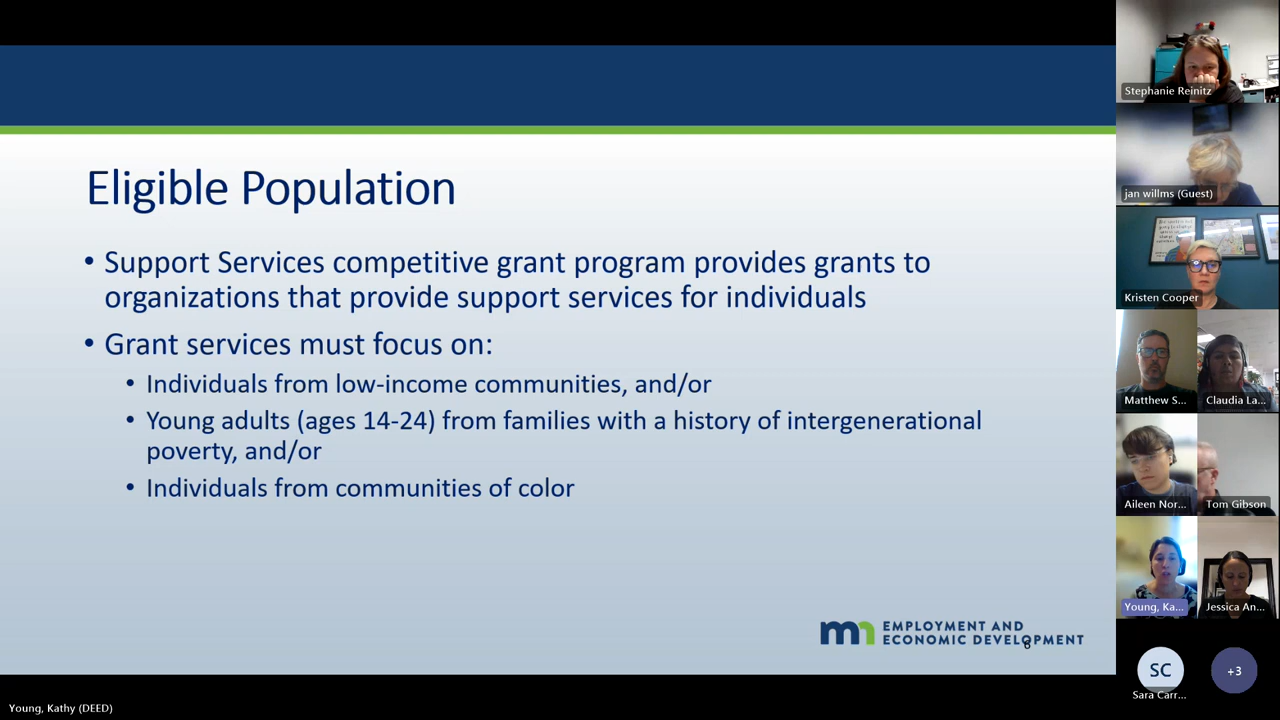 Eligible Population
• Support Services competitive grant program provides grants to
organizations that provide support services for individuals
• Grant services must focus on:
• Individuals from low-income communities, and/or
• Young adults (ages 14-24) from families with a history of intergenerational
poverty, and/or
• Individuals from communities of color
mn EMPLOYMENT AND
ECONOMIC DEVELOPMENT
6
Young, Kathy (DEED)
Stephanie Reinitz
jan willms (Guest)
Kristen Cooper
Matthew S...
Claudia La...
Aileen Nor...
Tom Gibson
Young, Ka...
Jessica An...
SC
Sara Carr...
+3